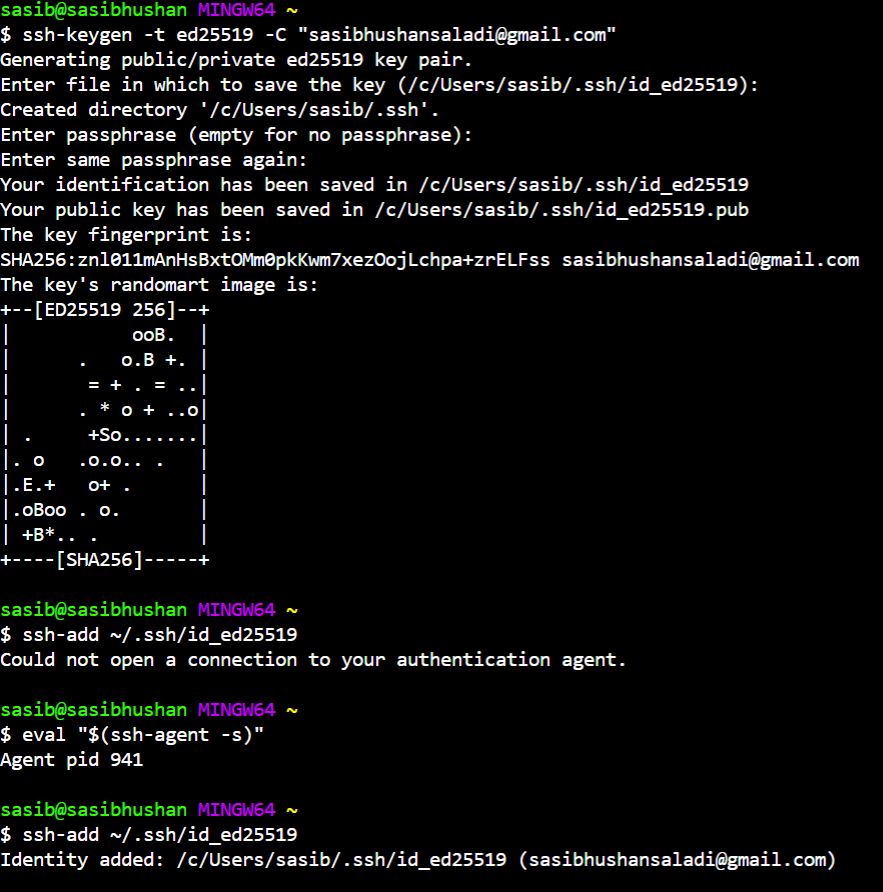 sasib@sasibhushan MINGW64 ~
$ ssh-keygen -t ed25519 -C "sasibhushansaladi@gmail.com"
Generating public/private ed25519 key pair.
Enter file in which to save the key (/c/Users/sasib/.ssh/id_ed25519):
Created directory '/c/Users/sasib/.ssh'.
Enter passphrase (empty for no passphrase):
Enter same passphrase again:
Your identification has been saved in /c/Users/sasib/.ssh/id_ed25519
Your public key has been saved in /c/Users/sasib/.ssh/id_ed25519.pub
The key fingerprint is:
SHA256:znl011mAnHsBxtOMm0pkKwm7xezOojLchpa+zrELFss sasibhushansaladi@gmail.com
The key's randomart image is:
+--[ED25519 256]--+
|           ooB.  |
|      .   o.B +. |
|       = + . = ..|
|      . * o + ..o|
| .     +So.......|
|. o   .o.o.. .   |
|.E.+   o+ .      |
|.oBoo . o.       |
| +B*.. .         |
+----[SHA256]-----+
sasib@sasibhushan MINGW64 ~
$ ssh-add ~/.ssh/id_ed25519
Could not open a connection to your authentication agent.
sasib@sasibhushan MINGW64 ~
$ eval "$(ssh-agent -s)"
Agent pid 941
sasib@sasibhushan MINGW64 ~
$ ssh-add ~/.ssh/id_ed25519
Identity added: /c/Users/sasib/.ssh/id_ed25519 (sasibhushansaladi@gmail.com)